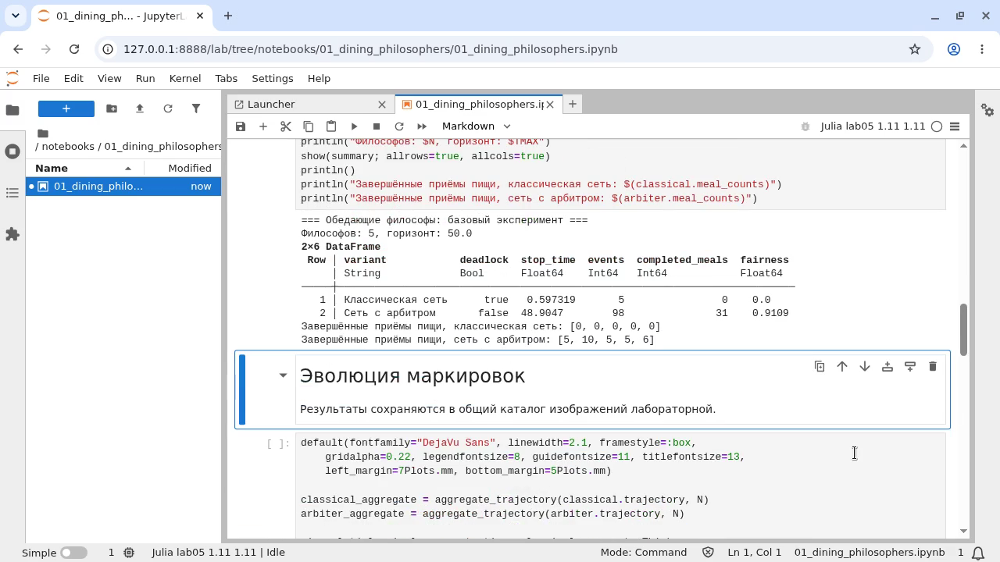 01_dining_ph... - JupyterL
127.0.0.1:8888/lab/tree/notebooks/01_dining_philosophers/01_dining_philosophers.ipynb
File Edit View Run Kernel Tabs Settings Help
Launcher
01_dining_philosophers.ip
Markdown
Julia lab05 1.11 1.11
/ notebooks / 01_dining_philosophers
Name Modified
01_dining_philo... now
println("Философов: $N, горизонт: $TMAX")
show(summary; allrows=true, allcols=true)
println()
println("Завершённые приёмы пищи, классическая сеть: $(classical.meal_counts)")
println("Завершённые приёмы пищи, сеть с арбитром: $(arbiter.meal_counts)")
=== Обедающие философы: базовый эксперимент ===
Философов: 5, горизонт: 50.0
2×6 DataFrame
Row │ variant deadlock stop_time events completed_meals fairness
│ String Bool Float64 Int64 Int64 Float64
1 │ Классическая сеть true 0.597319 5 0 0.0
2 │ Сеть с арбитром false 48.9047 98 31 0.9109
Завершённые приёмы пищи, классическая сеть: [0, 0, 0, 0, 0]
Завершённые приёмы пищи, сеть с арбитром: [5, 10, 5, 5, 6]
Эволюция маркировок
Результаты сохраняются в общий каталог изображений лабораторной.
[ ]:
default(fontfamily="DejaVu Sans", linewidth=2.1, framestyle=:box,
gridalpha=0.22, legendfontsize=8, guidefontsize=11, titlefontsize=13,
left_margin=7Plots.mm, bottom_margin=5Plots.mm)
classical_aggregate = aggregate_trajectory(classical.trajectory, N)
arbiter_aggregate = aggregate_trajectory(arbiter.trajectory, N)
Simple 1 Julia lab05 1.11 1.11 | Idle Mode: Command Ln 1, Col 1 01_dining_philosophers.ipynb 1